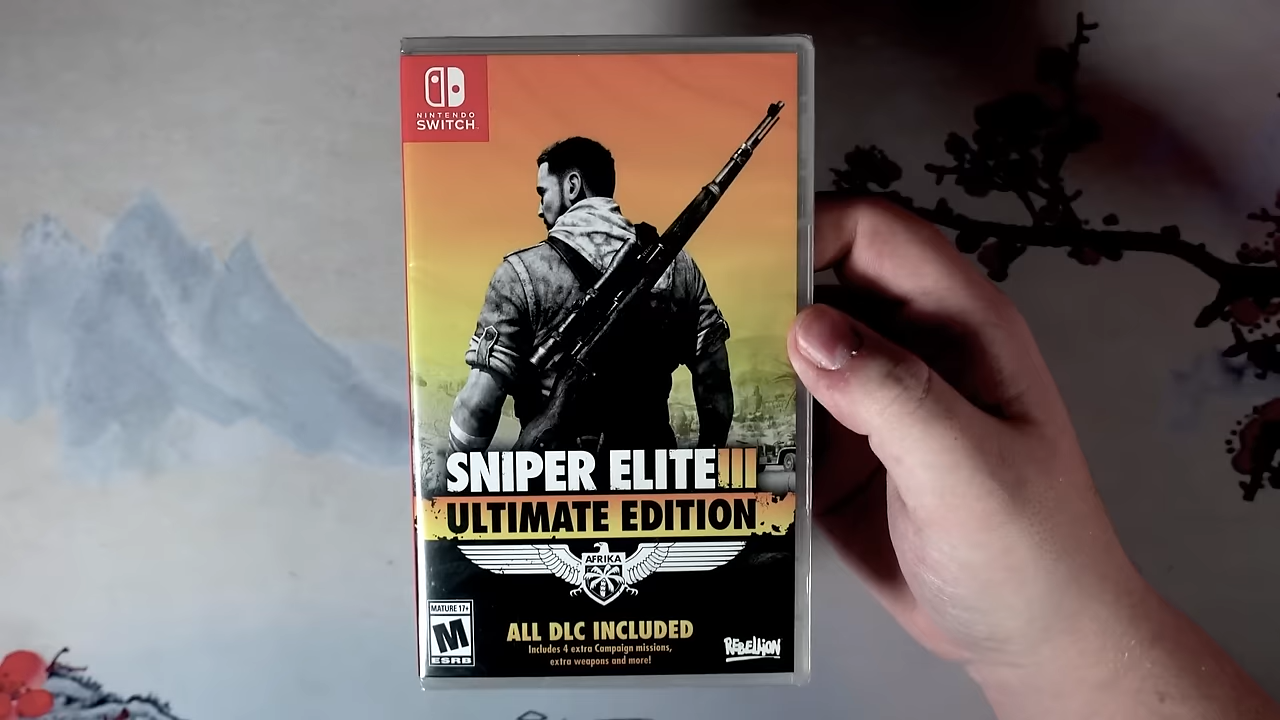 NINTENDO
SWITCH™
SNIPER ELITE III
ULTIMATE EDITION
AFRIKA
MATURE 17+
M
ESRB
ALL DLC INCLUDED
Includes 4 extra Campaign missions,
extra weapons and more!
REBELLION